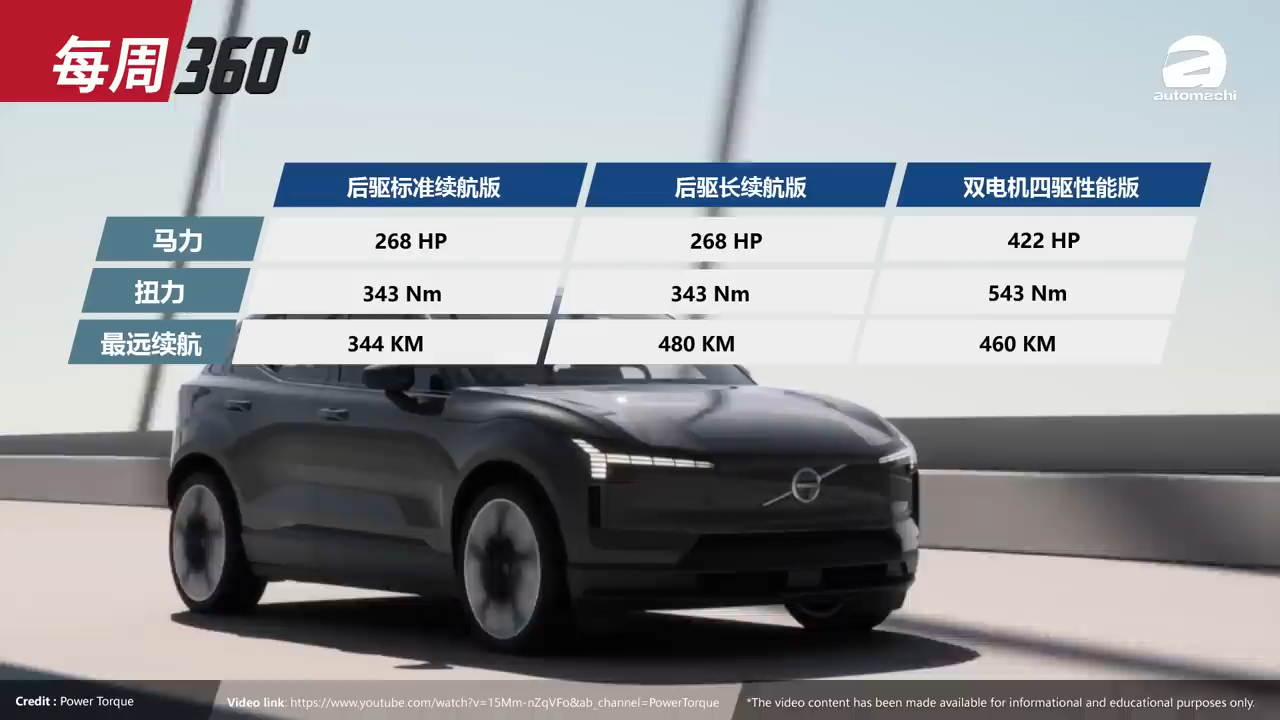 每周360°
automachi
后驱标准续航版 后驱长续航版 双电机四驱性能版
马力 268 HP 268 HP 422 HP
扭力 343 Nm 343 Nm 543 Nm
最远续航 344 KM 480 KM 460 KM
Credit : Power Torque
Video link: https://www.youtube.com/watch?v=15Mm-nZqVFo&ab_channel=PowerTorque
*The video content has been made available for informational and educational purposes only.